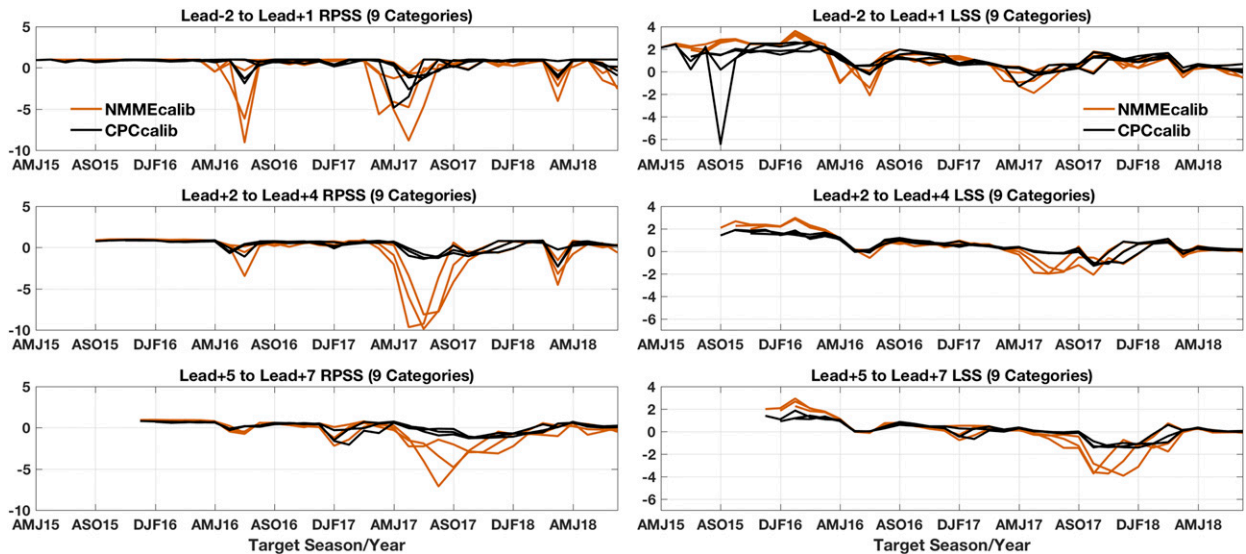 Lead-2 to Lead+1 RPSS (9 Categories)
5
0
-5
-10
NMMEcalib
CPCcalib
AMJ15 ASO15 DJF16 AMJ16 ASO16 DJF17 AMJ17 ASO17 DJF18 AMJ18
Lead-2 to Lead+1 LSS (9 Categories)
4
2
0
-2
-4
-6
NMMEcalib
CPCcalib
AMJ15 ASO15 DJF16 AMJ16 ASO16 DJF17 AMJ17 ASO17 DJF18 AMJ18
Lead+2 to Lead+4 RPSS (9 Categories)
5
0
-5
-10
AMJ15 ASO15 DJF16 AMJ16 ASO16 DJF17 AMJ17 ASO17 DJF18 AMJ18
Lead+2 to Lead+4 LSS (9 Categories)
4
2
0
-2
-4
-6
AMJ15 ASO15 DJF16 AMJ16 ASO16 DJF17 AMJ17 ASO17 DJF18 AMJ18
Lead+5 to Lead+7 RPSS (9 Categories)
5
0
-5
-10
AMJ15 ASO15 DJF16 AMJ16 ASO16 DJF17 AMJ17 ASO17 DJF18 AMJ18
Target Season/Year
Lead+5 to Lead+7 LSS (9 Categories)
4
2
0
-2
-4
-6
AMJ15 ASO15 DJF16 AMJ16 ASO16 DJF17 AMJ17 ASO17 DJF18 AMJ18
Target Season/Year